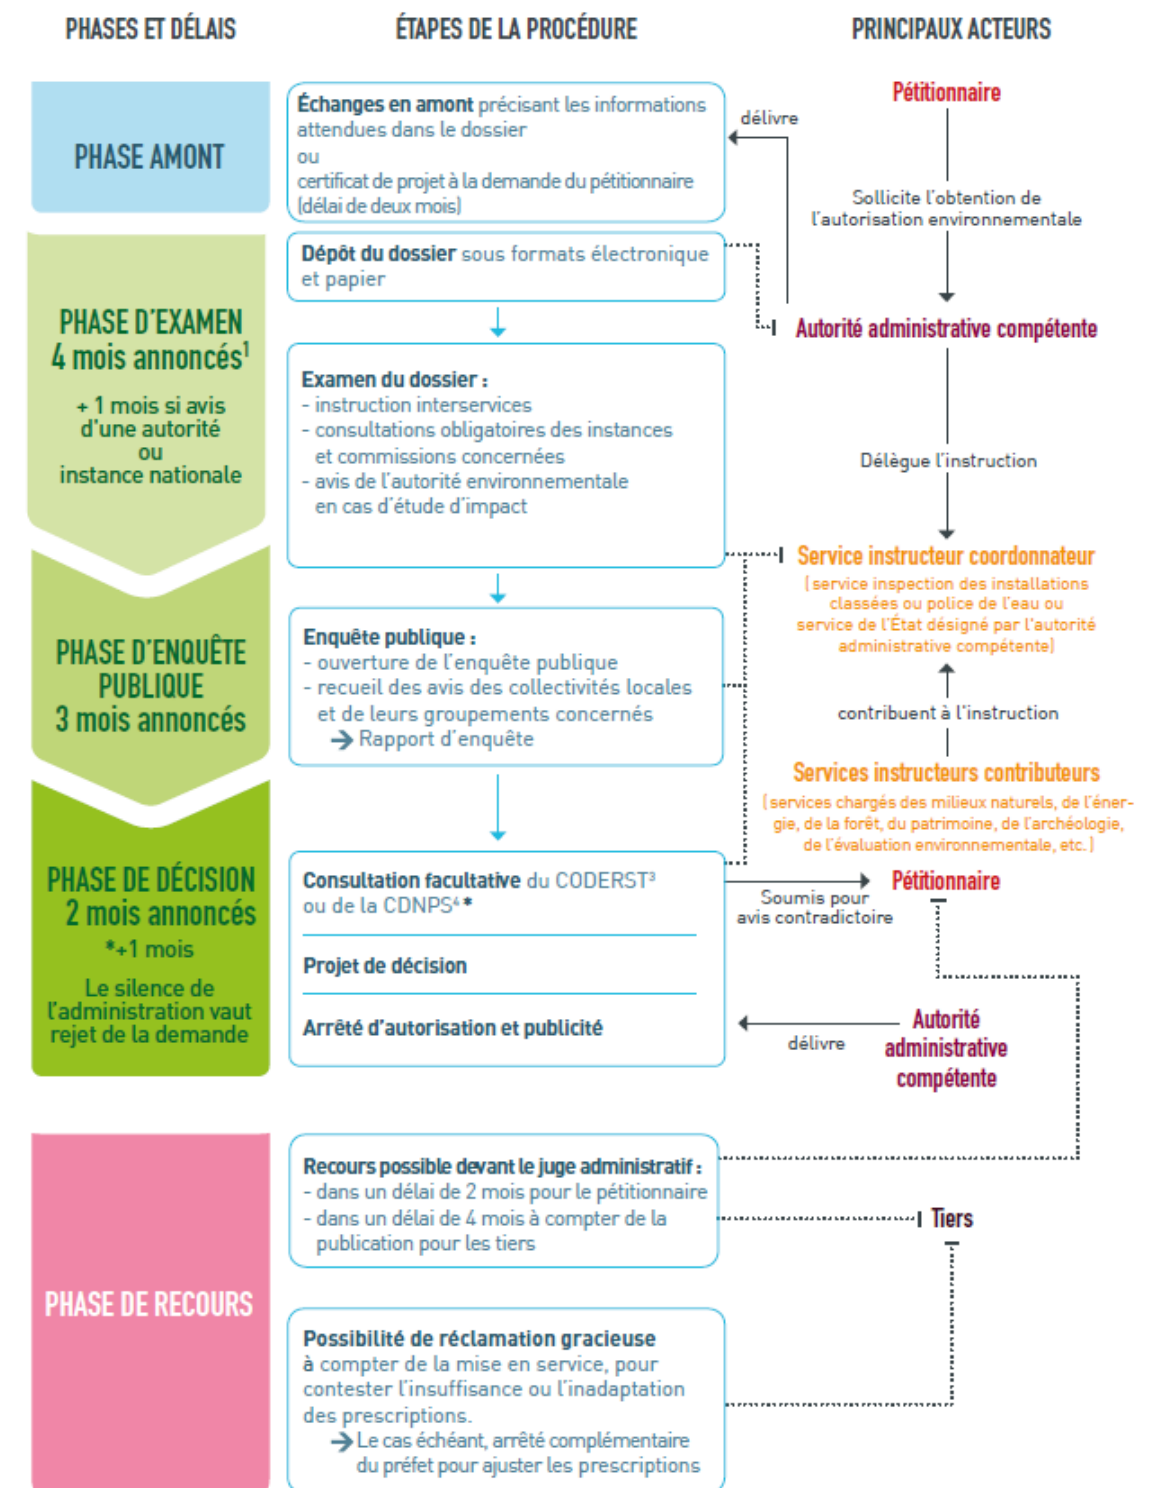 PHASES ET DÉLAIS
ÉTAPES DE LA PROCÉDURE
PRINCIPAUX ACTEURS
PHASE AMONT
Échanges en amont précisant les informations
attendues dans le dossier
ou
certificat de projet à la demande du pétitionnaire
(délai de deux mois)
délivre
Pétitionnaire
Sollicite l'obtention de
l'autorisation environnementale
PHASE D'EXAMEN
4 mois annoncés¹
+ 1 mois si avis
d'une autorité
ou
instance nationale
Dépôt du dossier sous formats électronique
et papier
Autorité administrative compétente
Examen du dossier :
- instruction interservices
- consultations obligatoires des instances
et commissions concernées
- avis de l'autorité environnementale
en cas d'étude d'impact
Délègue l'instruction
Service instructeur coordonnateur
(service inspection des installations
classées ou police de l'eau ou
service de l'État désigné par l'autorité
administrative compétente)
PHASE D'ENQUÊTE
PUBLIQUE
3 mois annoncés
Enquête publique :
- ouverture de l'enquête publique
- recueil des avis des collectivités locales
et de leurs groupements concernés
→ Rapport d'enquête
contribuent à l'instruction
Services instructeurs contributeurs
(services chargés des milieux naturels, de l'éner-
gie, de la forêt, du patrimoine, de l'archéologie,
de l'évaluation environnementale, etc.)
PHASE DE DÉCISION
2 mois annoncés
*+1 mois
Le silence de
l'administration vaut
rejet de la demande
Consultation facultative du CODERST³
ou de la CDNPS⁴*
Projet de décision
Arrêté d'autorisation et publicité
Soumis pour
avis contradictoire
Pétitionnaire
délivre
Autorité
administrative
compétente
PHASE DE RECOURS
Recours possible devant le juge administratif :
- dans un délai de 2 mois pour le pétitionnaire
- dans un délai de 4 mois à compter de la
publication pour les tiers
Tiers
Possibilité de réclamation gracieuse
à compter de la mise en service, pour
contester l'insuffisance ou l'inadaptation
des prescriptions.
→ Le cas échéant, arrêté complémentaire
du préfet pour ajuster les prescriptions